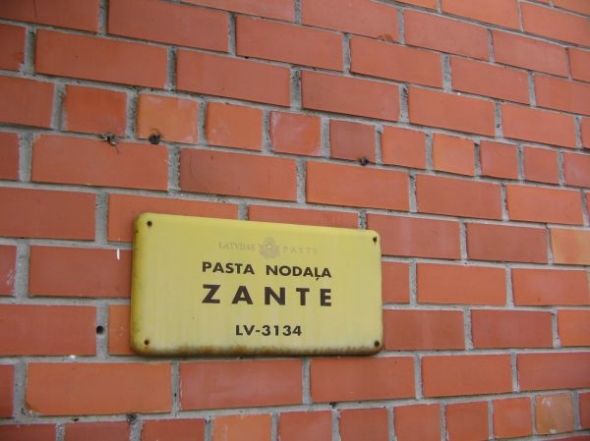 LATVIJAS PASTS
PASTA NODAĻA
ZANTE
LV-3134